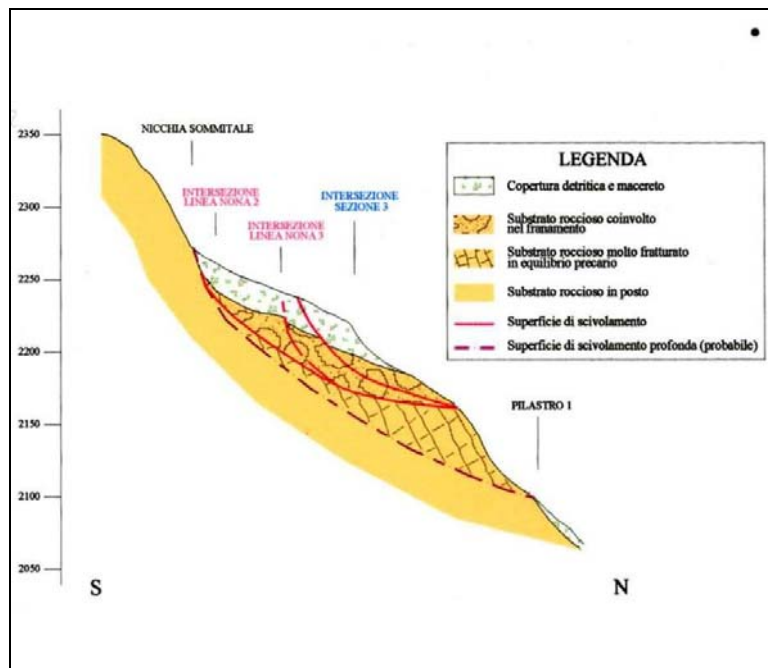 NICCHIA SOMMITALE
INTERSEZIONE
LINEA NONA 2
INTERSEZIONE
LINEA NONA 3
INTERSEZIONE
SEZIONE 3
PILASTRO 1
2350
2300
2250
2200
2150
2100
2050
S
N
LEGENDA
Copertura detritica e macereto
Substrato roccioso coinvolto
nel franamento
Substrato roccioso molto fratturato
in equilibrio precario
Substrato roccioso in posto
Superficie di scivolamento
Superficie di scivolamento profonda (probabile)